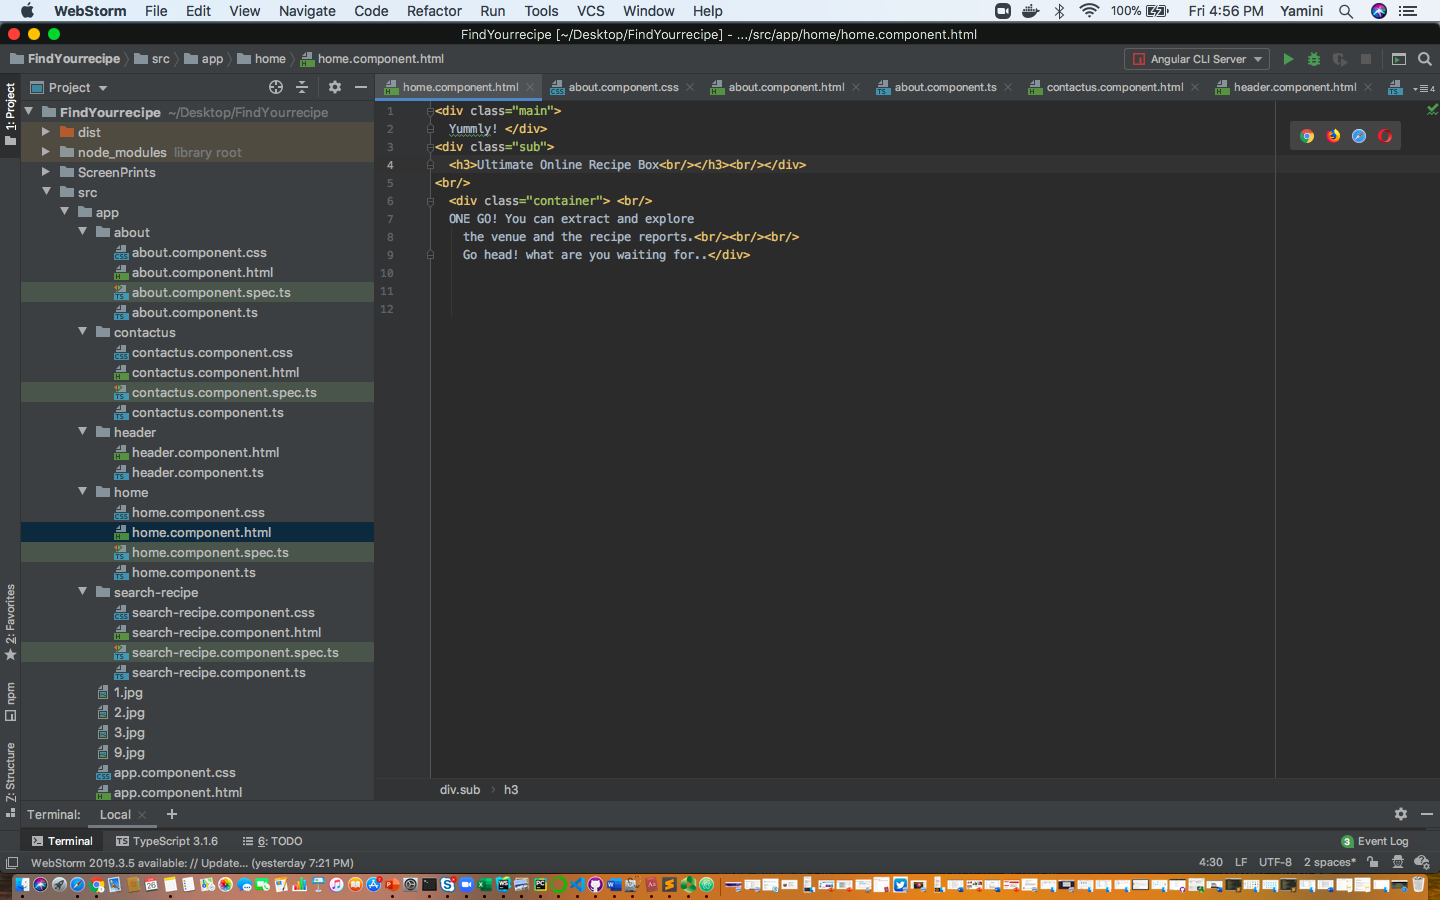 WebStorm File Edit View Navigate Code Refactor Run Tools VCS Window Help 100% Fri 4:56 PM Yamini
FindYourrecipe [~/Desktop/FindYourrecipe] - .../src/app/home/home.component.html
FindYourrecipe src app home home.component.html Angular CLI Server
Project home.component.html about.component.css about.component.html about.component.ts contactus.component.html header.component.html 4
1: Project
2: Favorites
npm
Z: Structure
FindYourrecipe ~/Desktop/FindYourrecipe
dist
node_modules library root
ScreenPrints
src
app
about
about.component.css
about.component.html
about.component.spec.ts
about.component.ts
contactus
contactus.component.css
contactus.component.html
contactus.component.spec.ts
contactus.component.ts
header
header.component.html
header.component.ts
home
home.component.css
home.component.html
home.component.spec.ts
home.component.ts
search-recipe
search-recipe.component.css
search-recipe.component.html
search-recipe.component.spec.ts
search-recipe.component.ts
1.jpg
2.jpg
3.jpg
9.jpg
app.component.css
app.component.html
1 <div class="main">
2 Yummly! </div>
3 <div class="sub">
4 <h3>Ultimate Online Recipe Box<br/></h3><br/></div>
5 <br/>
6 <div class="container"> <br/>
7 ONE GO! You can extract and explore
8 the venue and the recipe reports.<br/><br/><br/>
9 Go head! what are you waiting for..</div>
10
11
12
div.sub h3
Terminal: Local
Terminal TypeScript 3.1.6 6: TODO 3 Event Log
WebStorm 2019.3.5 available: // Update... (yesterday 7:21 PM) 4:30 LF UTF-8 2 spaces*